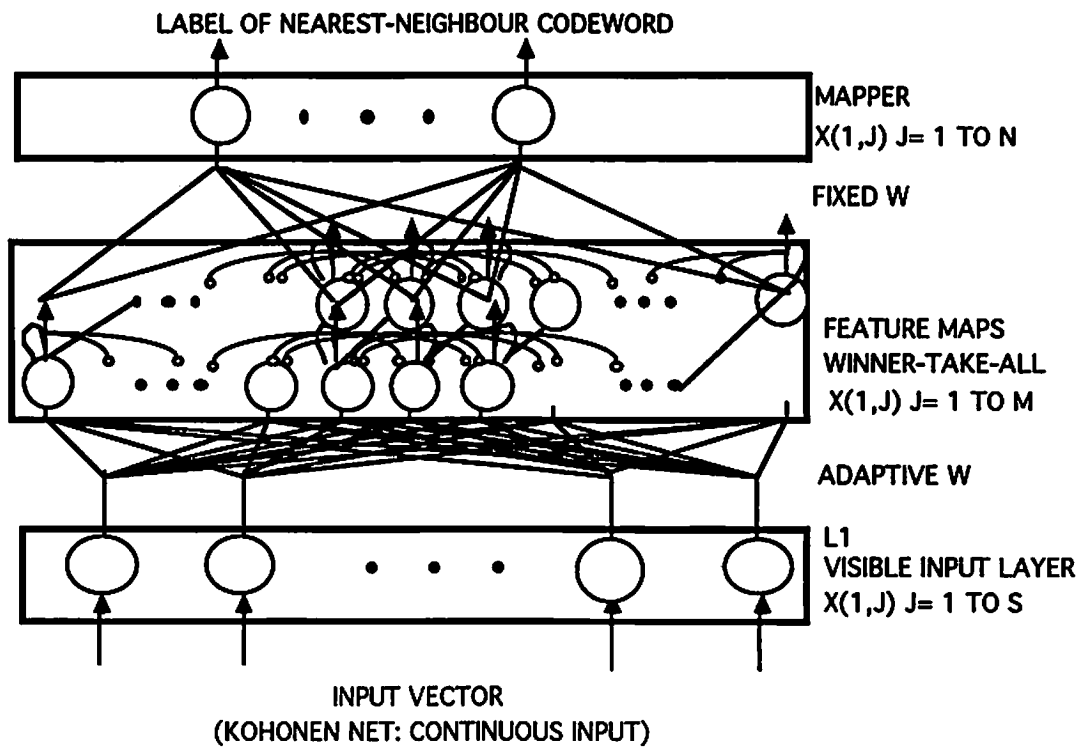 LABEL OF NEAREST-NEIGHBOUR CODEWORD
MAPPER
X(1,J) J= 1 TO N
FIXED W
FEATURE MAPS
WINNER-TAKE-ALL
X(1,J) J= 1 TO M
ADAPTIVE W
L1
VISIBLE INPUT LAYER
X(1,J) J= 1 TO S
INPUT VECTOR
(KOHONEN NET: CONTINUOUS INPUT)